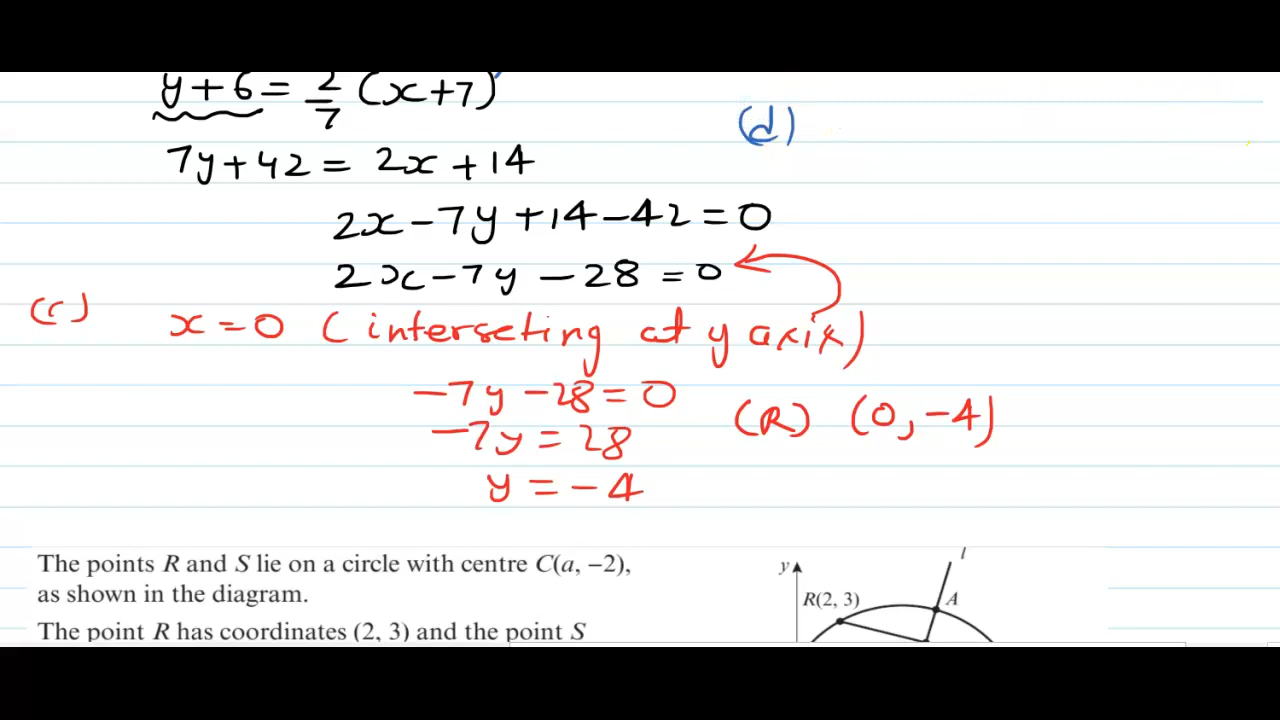 y + 6 = 2/7 (x + 7)
(d)
7y + 42 = 2x + 14
2x - 7y + 14 - 42 = 0
2x - 7y - 28 = 0
(c) x = 0 (interseting at y axix)
-7y - 28 = 0
-7y = 28
(R) (0, -4)
y = -4
The points R and S lie on a circle with centre C(a, −2),
as shown in the diagram.
The point R has coordinates (2, 3) and the point S
y
l
R(2, 3)
A